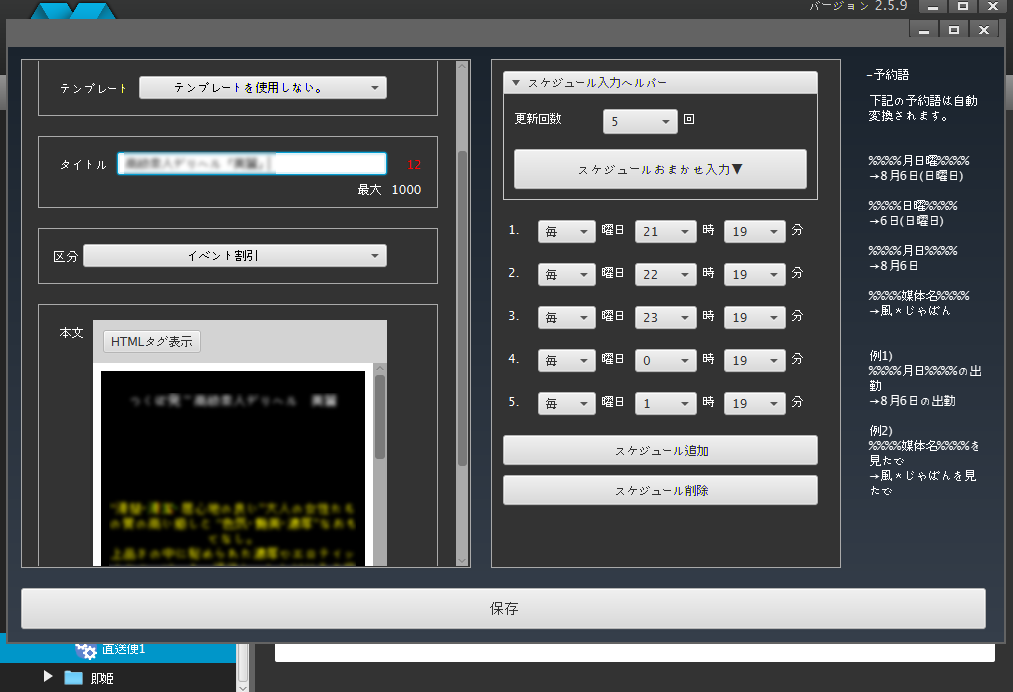 バージョン 2.5.9
テンプレート
テンプレートを使用しない。
タイトル
12
最大 1000
区分
イベント割引
本文
HTMLタグ表示
▼ スケジュール入力ヘルパー
更新回数 5 回
スケジュールおまかせ入力▼
1. 毎 曜日 21 時 19 分
2. 毎 曜日 22 時 19 分
3. 毎 曜日 23 時 19 分
4. 毎 曜日 0 時 19 分
5. 毎 曜日 1 時 19 分
スケジュール追加
スケジュール削除
−予約語
下記の予約語は自動
変換されます。
%%%%月日曜%%%%
→8月6日(日曜日)
%%%%日曜%%%%
→6日(日曜日)
%%%%月日%%%%
→8月6日
%%%%媒体名%%%%
→風＊じゃぱん
例1)
%%%%月日%%%%の出
勤
→8月6日の出勤
例2)
%%%%媒体名%%%%を
見たで
→風＊じゃぱんを見
たで
保存
直送便1
即姫